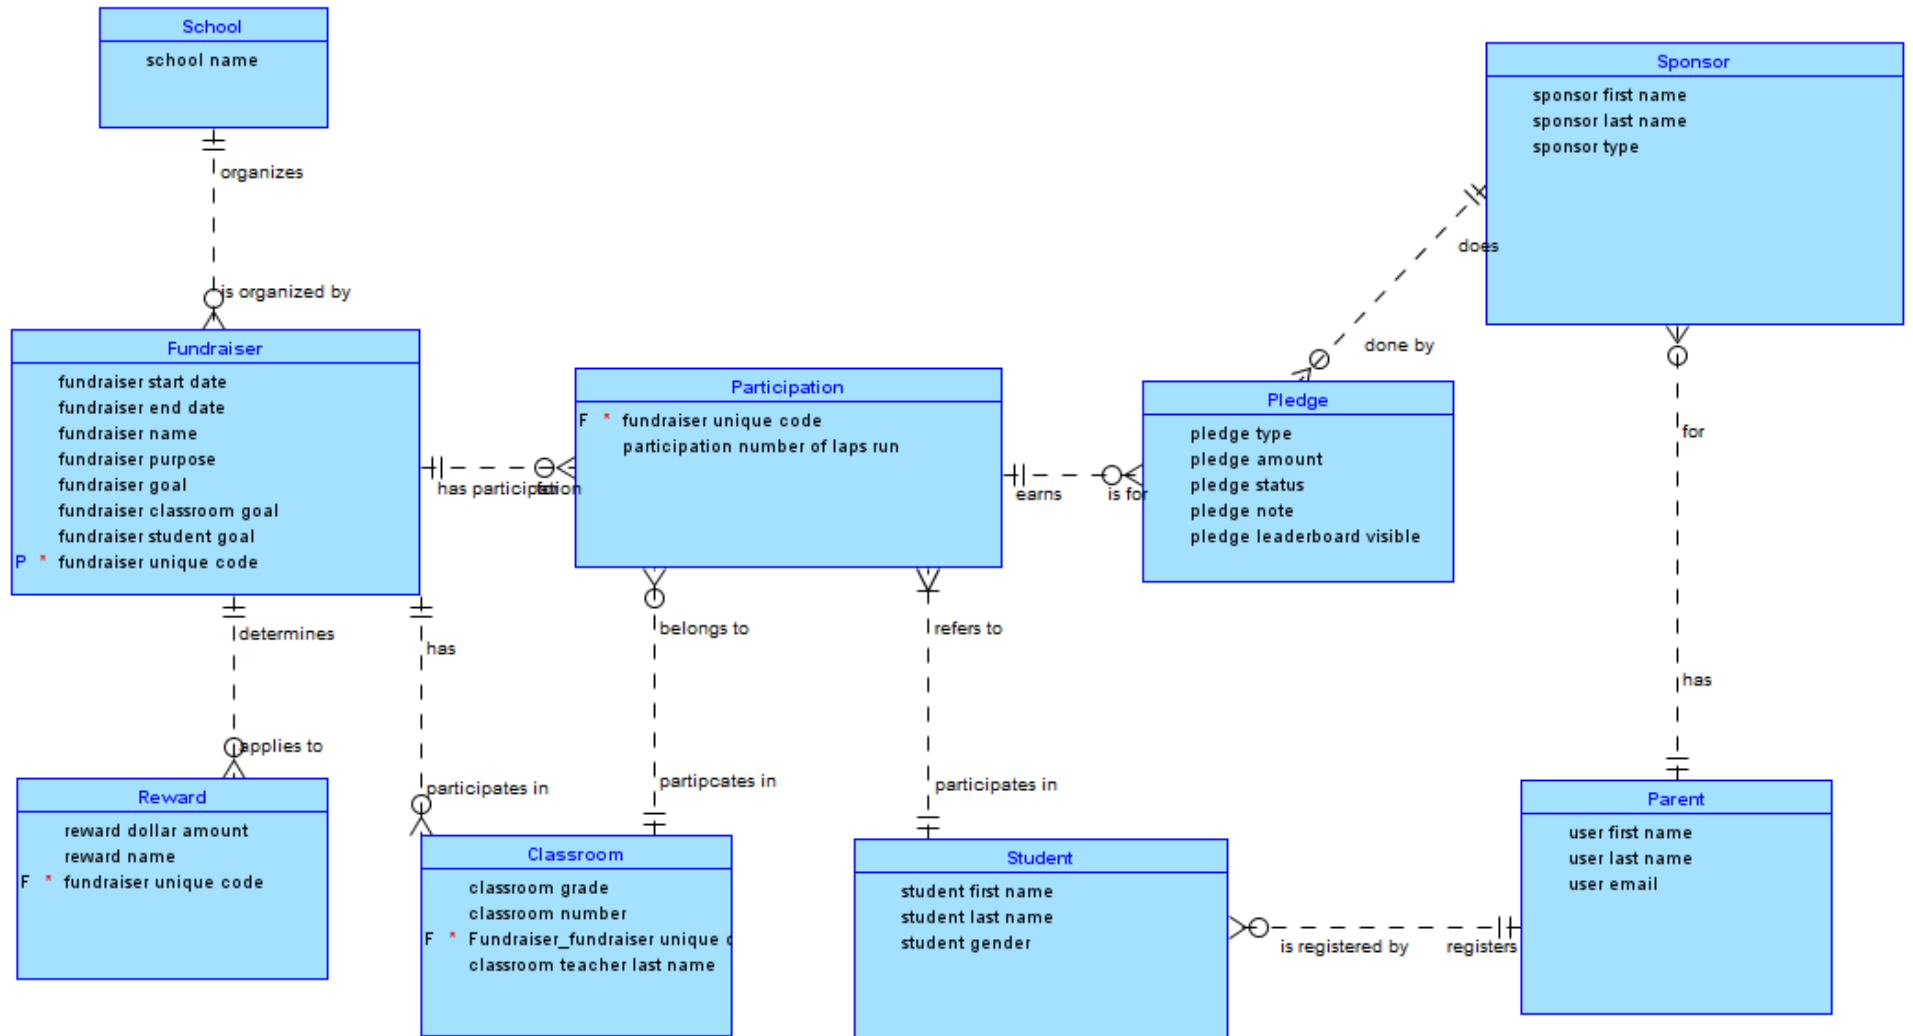 School
school name
organizes
is organized by
Fundraiser
fundraiser start date
fundraiser end date
fundraiser name
fundraiser purpose
fundraiser goal
fundraiser classroom goal
fundraiser student goal
P * fundraiser unique code
has participation
for
Participation
F * fundraiser unique code
participation number of laps run
earns
is for
Pledge
pledge type
pledge amount
pledge status
pledge note
pledge leaderboard visible
done by
does
Sponsor
sponsor first name
sponsor last name
sponsor type
for
has
determines
applies to
Reward
reward dollar amount
reward name
F * fundraiser unique code
has
participates in
Classroom
classroom grade
classroom number
F * Fundraiser_fundraiser unique c
classroom teacher last name
belongs to
partipcates in
refers to
participates in
Student
student first name
student last name
student gender
is registered by
registers
Parent
user first name
user last name
user email